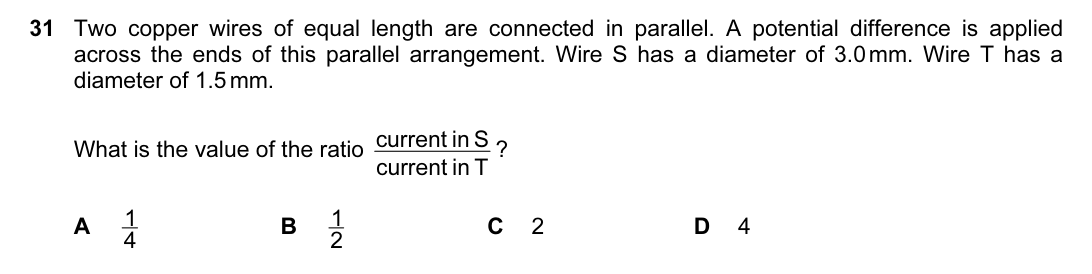 31 Two copper wires of equal length are connected in parallel. A potential difference is applied
across the ends of this parallel arrangement. Wire S has a diameter of 3.0 mm. Wire T has a
diameter of 1.5 mm.
What is the value of the ratio current in S / current in T ?
A 1/4 B 1/2 C 2 D 4